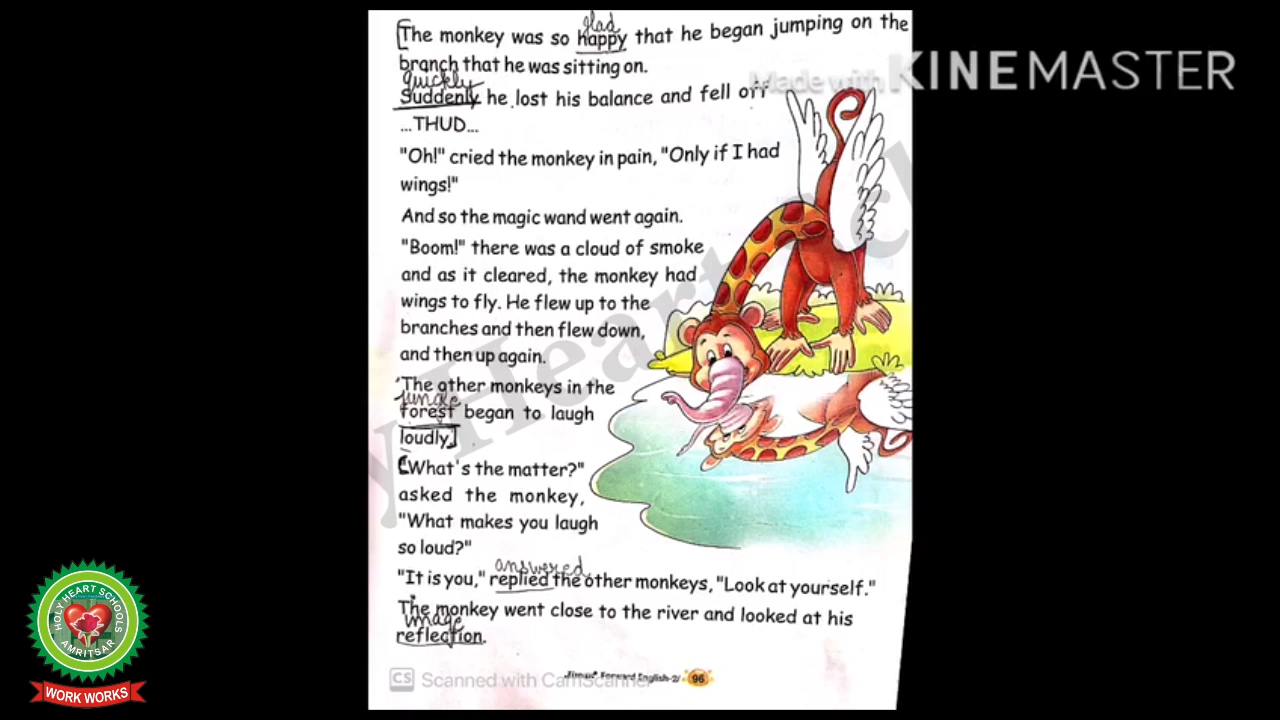 glad
[The monkey was so happy that he began jumping on the
branch that he was sitting on.
quickly
Suddenly he lost his balance and fell off
...THUD...
"Oh!" cried the monkey in pain, "Only if I had
wings!"
And so the magic wand went again.
"Boom!" there was a cloud of smoke
and as it cleared, the monkey had
wings to fly. He flew up to the
branches and then flew down,
and then up again.
The other monkeys in the
jungle
forest began to laugh
loudly.]
["What's the matter?"
asked the monkey,
"What makes you laugh
so loud?"
answered
"It is you," replied the other monkeys, "Look at yourself."
The monkey went close to the river and looked at his
image
reflection.
Made with KINEMASTER
CS Scanned with CamScanner
Forward English-2/ 96
HOLY HEART SCHOOLS
AMRITSAR
WORK WORKS